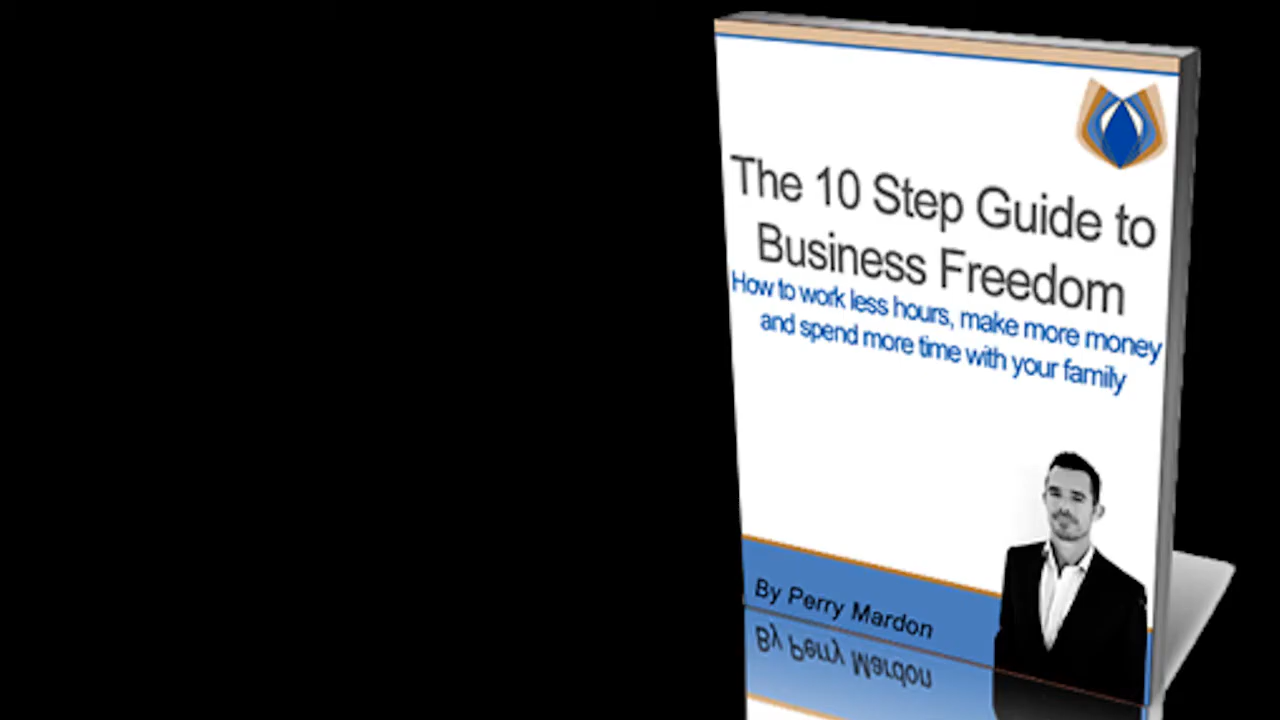 The 10 Step Guide to
Business Freedom
How to work less hours, make more money
and spend more time with your family
By Perry Mardon